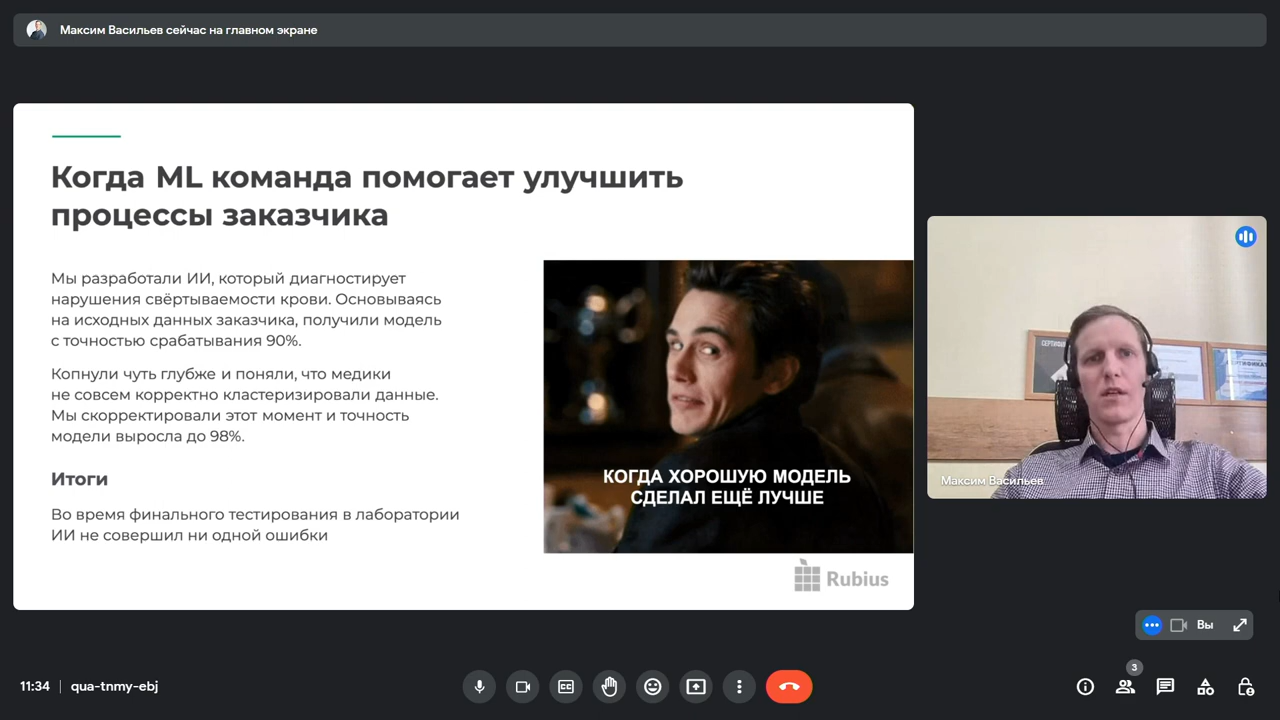 Максим Васильев сейчас на главном экране
Когда ML команда помогает улучшить
процессы заказчика
Мы разработали ИИ, который диагностирует
нарушения свёртываемости крови. Основываясь
на исходных данных заказчика, получили модель
с точностью срабатывания 90%.
Копнули чуть глубже и поняли, что медики
не совсем корректно кластеризировали данные.
Мы скорректировали этот момент и точность
модели выросла до 98%.
Итоги
Во время финального тестирования в лаборатории
ИИ не совершил ни одной ошибки
КОГДА ХОРОШУЮ МОДЕЛЬ
СДЕЛАЛ ЕЩЁ ЛУЧШЕ
Rubius
Максим Васильев
Вы
11:34
qua-tnmy-ebj
3